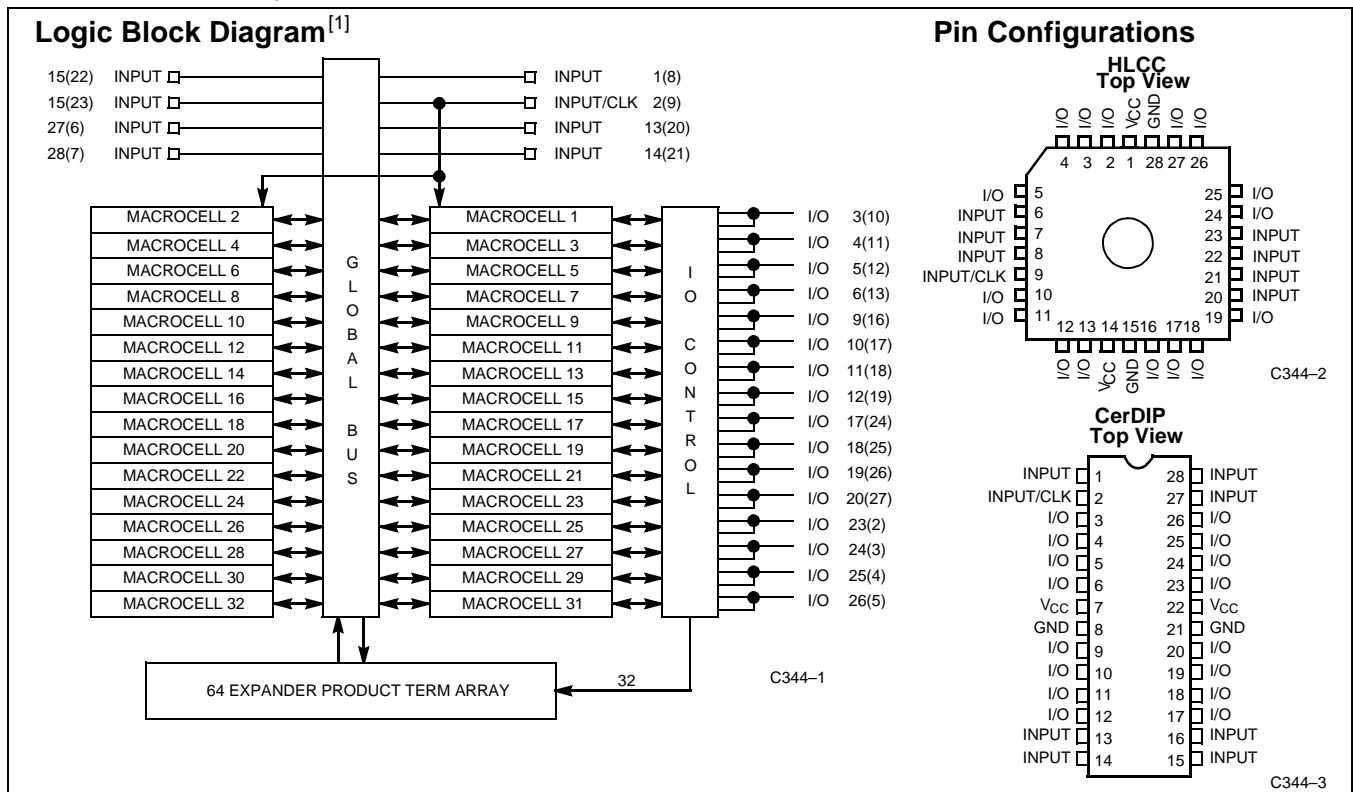 Logic Block Diagram[1]
15(22) INPUT INPUT 1(8)
15(23) INPUT INPUT/CLK 2(9)
27(6) INPUT INPUT 13(20)
28(7) INPUT INPUT 14(21)
MACROCELL 2 MACROCELL 1 I/O 3(10)
MACROCELL 4 MACROCELL 3 I/O 4(11)
MACROCELL 6 MACROCELL 5 I/O 5(12)
MACROCELL 8 MACROCELL 7 I/O 6(13)
MACROCELL 10 MACROCELL 9 I/O 9(16)
MACROCELL 12 MACROCELL 11 I/O 10(17)
MACROCELL 14 MACROCELL 13 I/O 11(18)
MACROCELL 16 MACROCELL 15 I/O 12(19)
MACROCELL 18 MACROCELL 17 I/O 17(24)
MACROCELL 20 MACROCELL 19 I/O 18(25)
MACROCELL 22 MACROCELL 21 I/O 19(26)
MACROCELL 24 MACROCELL 23 I/O 20(27)
MACROCELL 26 MACROCELL 25 I/O 23(2)
MACROCELL 28 MACROCELL 27 I/O 24(3)
MACROCELL 30 MACROCELL 29 I/O 25(4)
MACROCELL 32 MACROCELL 31 I/O 26(5)
GLOBAL BUS
IO CONTROL
64 EXPANDER PRODUCT TERM ARRAY
32
C344–1
Pin Configurations
HLCC
Top View
I/O I/O I/O VCC GND I/O I/O
4 3 2 1 28 27 26
I/O 5 25 I/O
INPUT 6 24 I/O
INPUT 7 23 INPUT
INPUT 8 22 INPUT
INPUT/CLK 9 21 INPUT
I/O 10 20 INPUT
I/O 11 19 I/O
12 13 14 15 16 17 18
I/O I/O VCC GND I/O I/O I/O
C344–2
CerDIP
Top View
INPUT 1 28 INPUT
INPUT/CLK 2 27 INPUT
I/O 3 26 I/O
I/O 4 25 I/O
I/O 5 24 I/O
I/O 6 23 I/O
VCC 7 22 VCC
GND 8 21 GND
I/O 9 20 I/O
I/O 10 19 I/O
I/O 11 18 I/O
I/O 12 17 I/O
INPUT 13 16 INPUT
INPUT 14 15 INPUT
C344–3